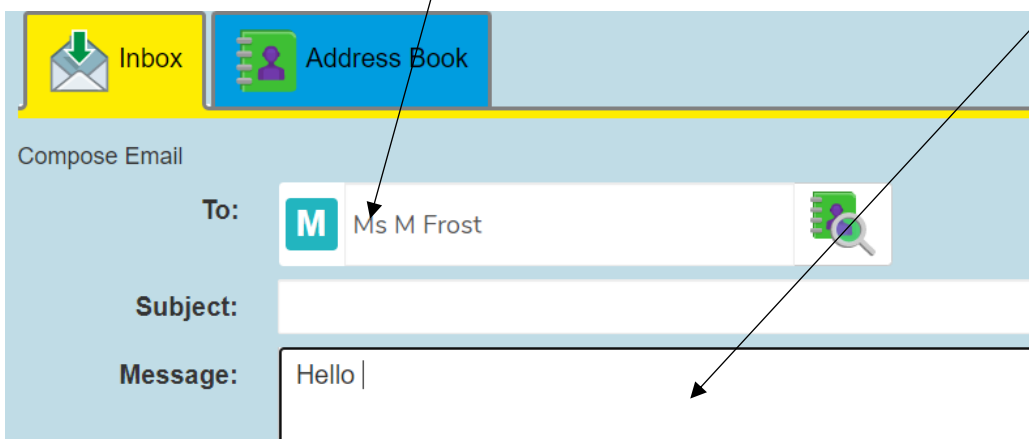 Inbox Address Book
Compose Email
To: M Ms M Frost
Subject:
Message: Hello